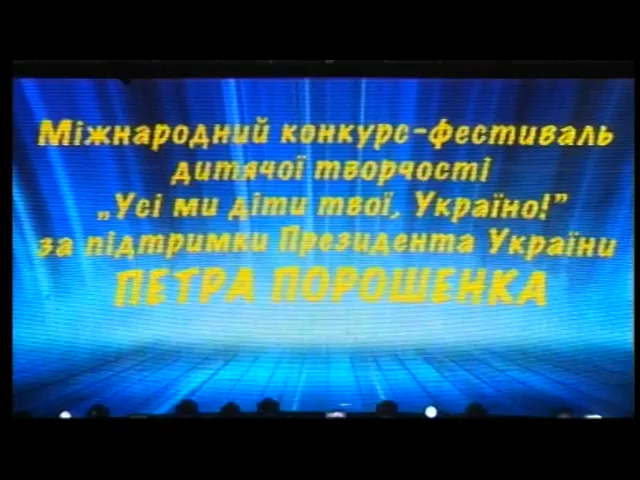 Міжнародний конкурс-фестиваль
дитячої творчості
„Усі ми діти твої, Україно!”
за підтримки Президента України
ПЕТРА ПОРОШЕНКА